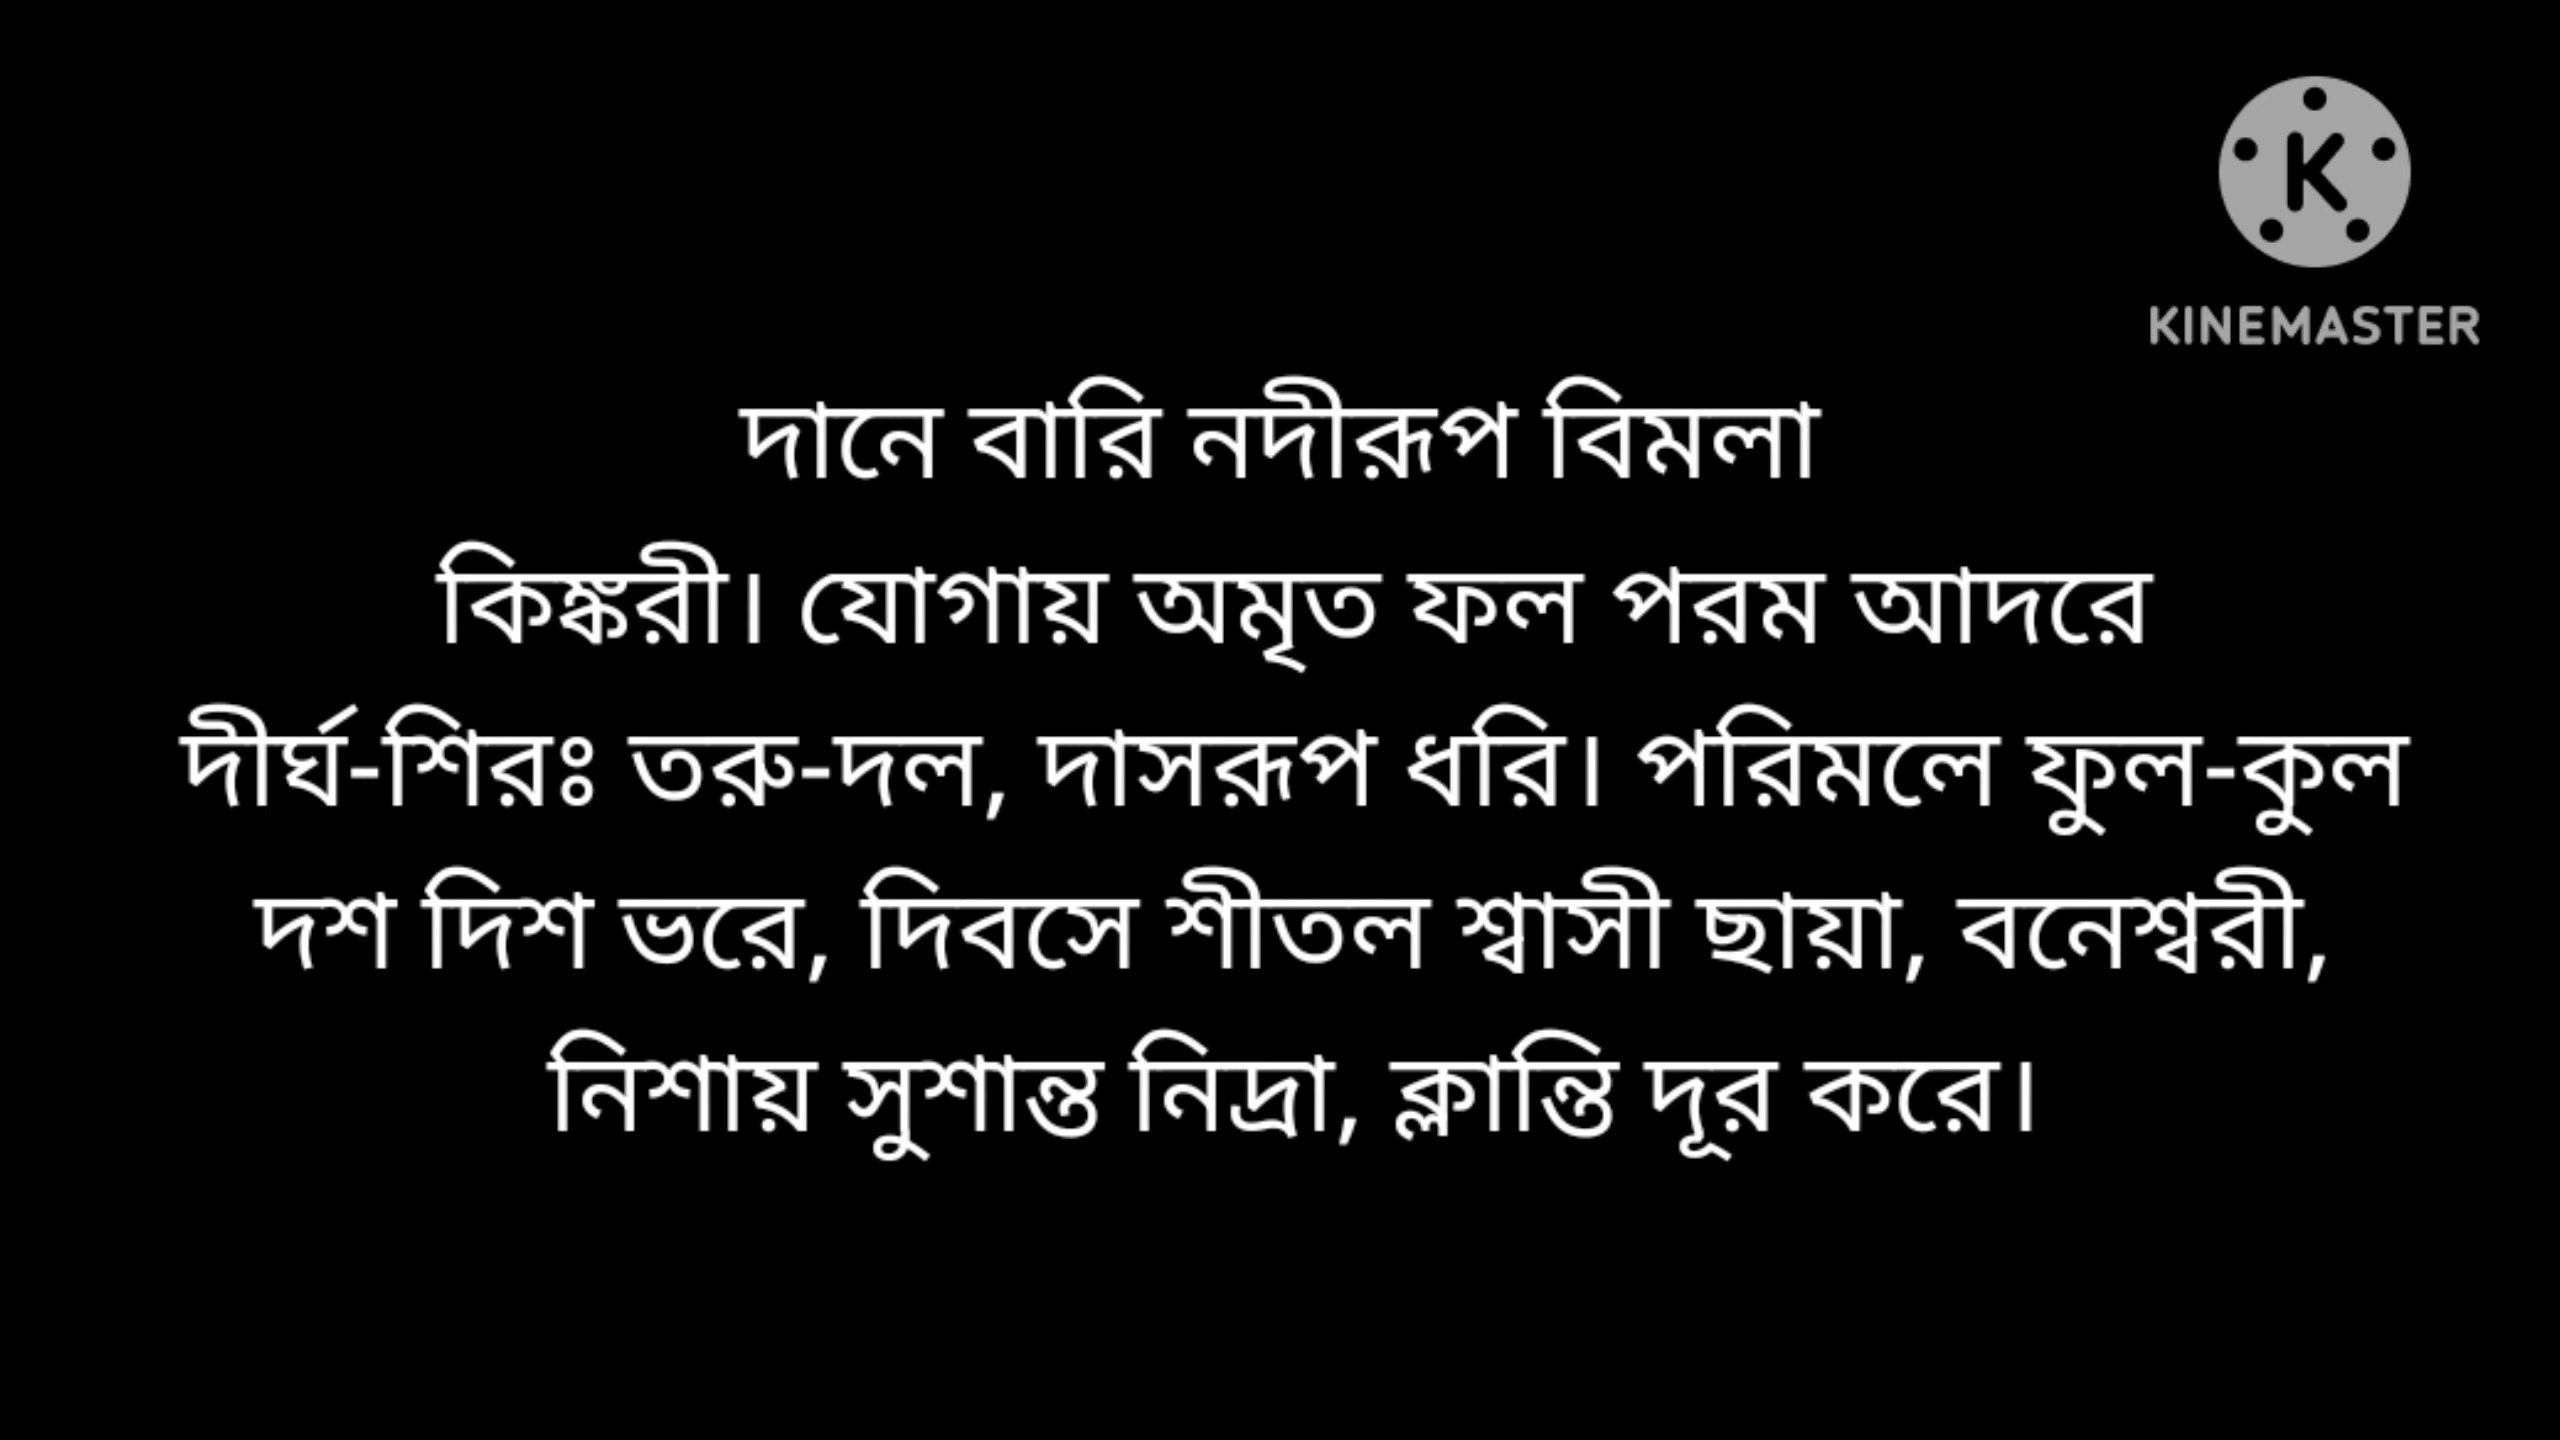 KINEMASTER
দানে বারি নদীরূপ বিমলা
কিঙ্করী। যোগায় অমৃত ফল পরম আদরে
দীর্ঘ-শিরঃ তরু-দল, দাসরূপ ধরি। পরিমলে ফুল-কুল
দশ দিশ ভরে, দিবসে শীতল শ্বাসী ছায়া, বনেশ্বরী,
নিশায় সুশান্ত নিদ্রা, ক্লান্তি দূর করে।